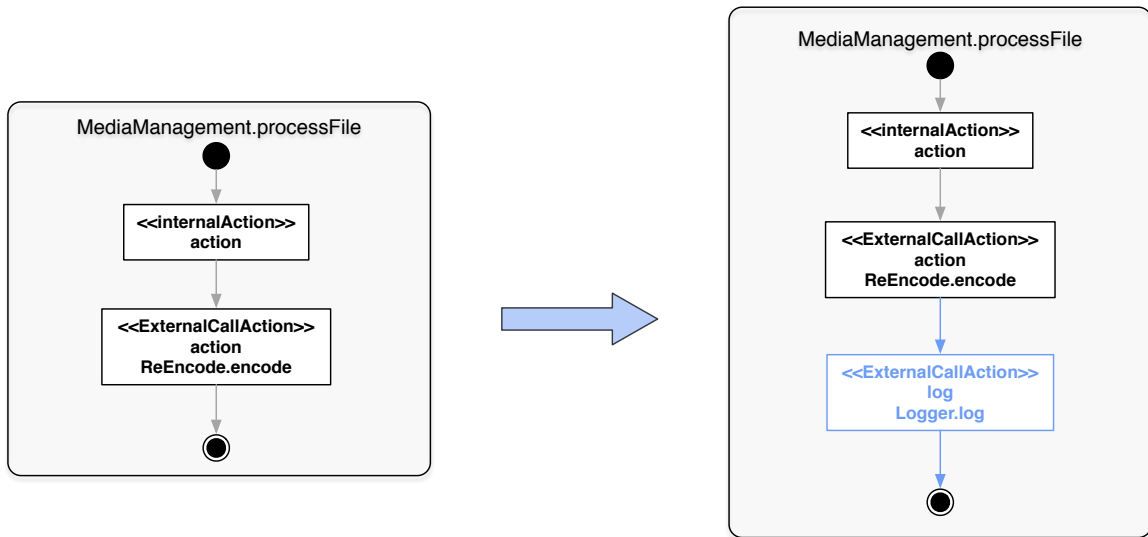 MediaManagement.processFile
<<internalAction>>
action
<<ExternalCallAction>>
action
ReEncode.encode
MediaManagement.processFile
<<internalAction>>
action
<<ExternalCallAction>>
action
ReEncode.encode
<<ExternalCallAction>>
log
Logger.log